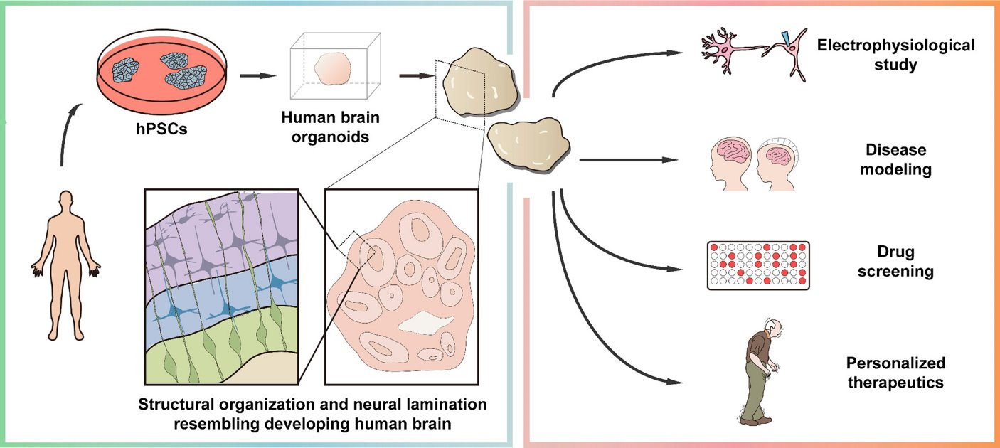 hPSCs
Human brain
organoids
Structural organization and neural lamination
resembling developing human brain
Electrophysiological
study
Disease
modeling
Drug
screening
Personalized
therapeutics